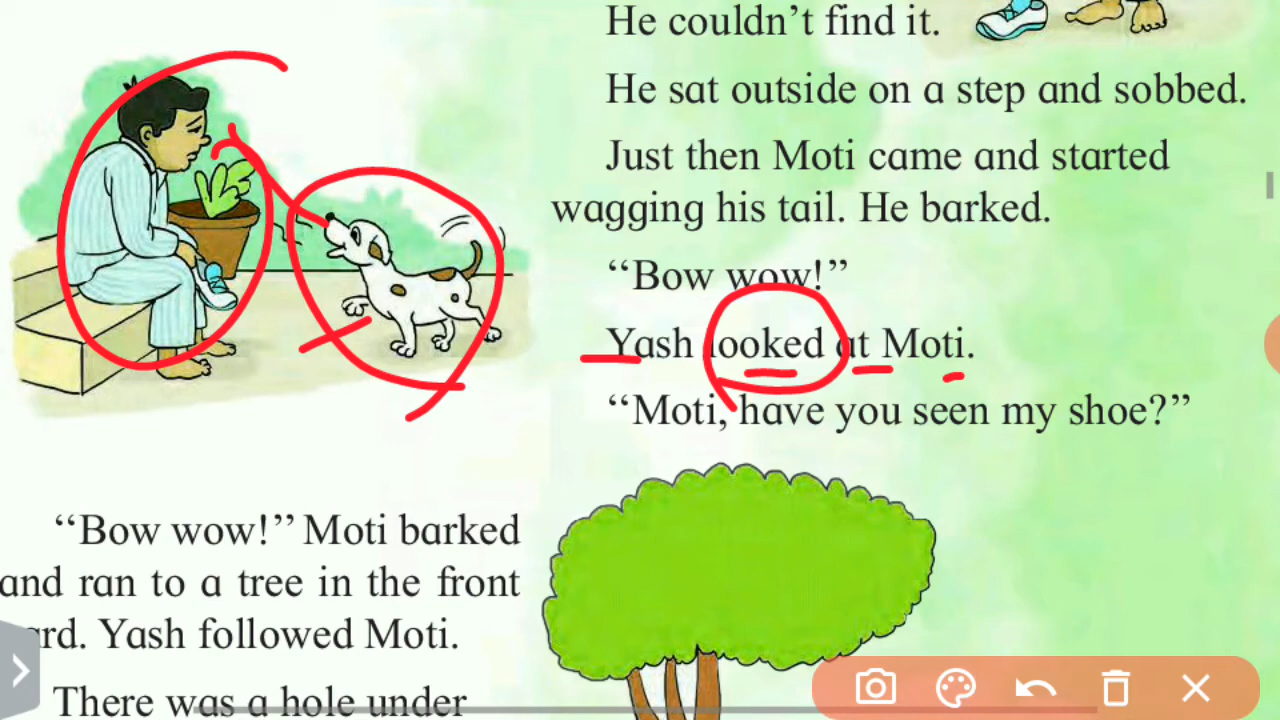 He couldn’t find it.
He sat outside on a step and sobbed.
Just then Moti came and started
wagging his tail. He barked.
“Bow wow!”
Yash looked at Moti.
“Moti, have you seen my shoe?”
“Bow wow!” Moti barked
and ran to a tree in the front
ard. Yash followed Moti.
There was a hole under